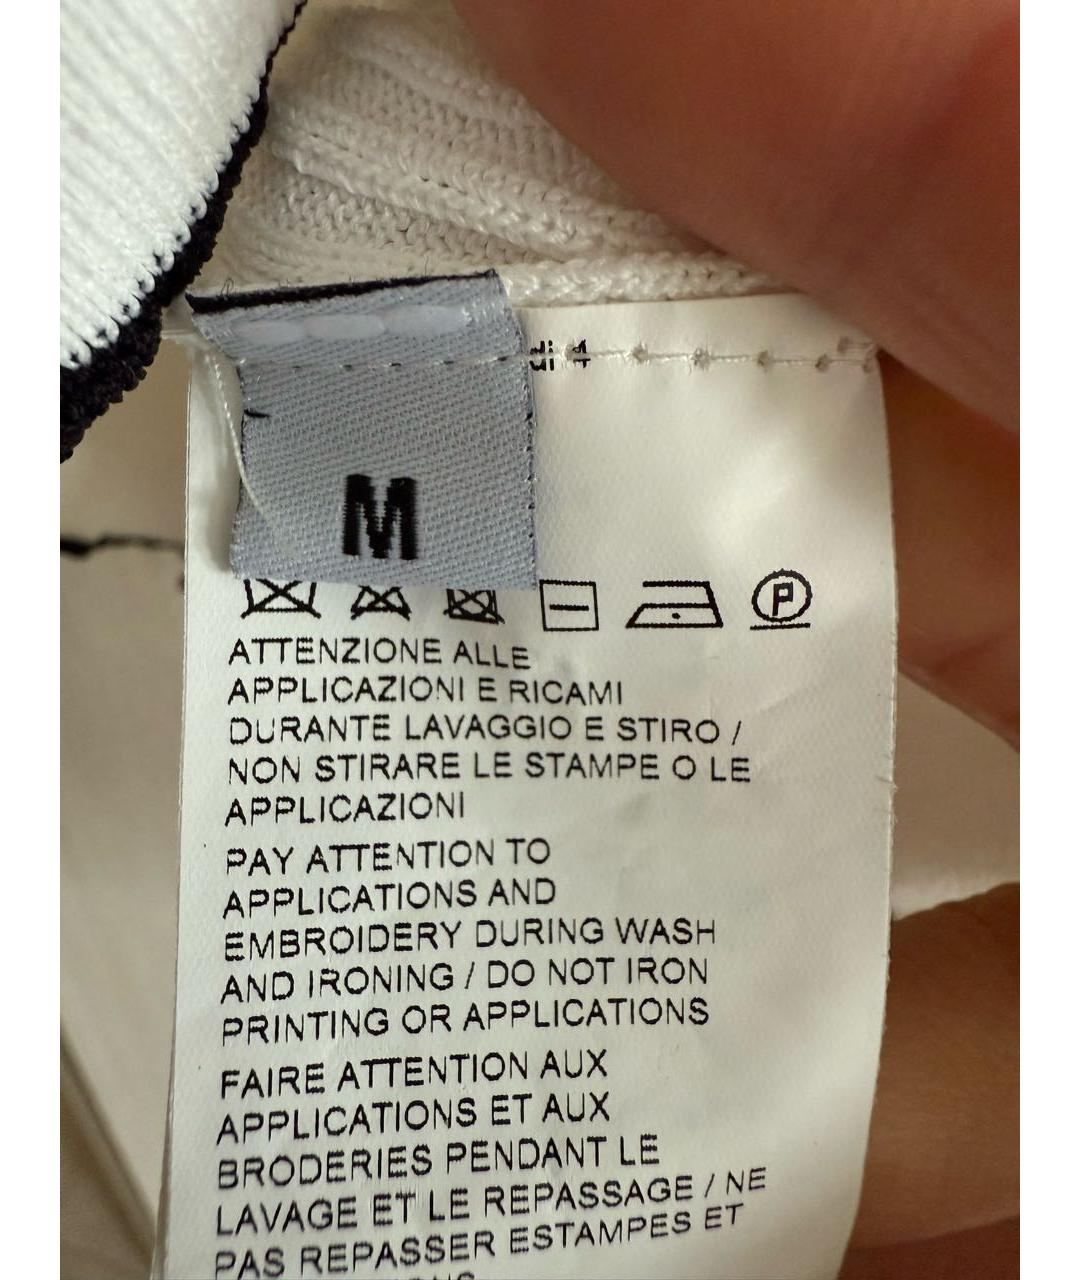 di 4
M
P
ATTENZIONE ALLE
APPLICAZIONI E RICAMI
DURANTE LAVAGGIO E STIRO /
NON STIRARE LE STAMPE O LE
APPLICAZIONI
PAY ATTENTION TO
APPLICATIONS AND
EMBROIDERY DURING WASH
AND IRONING / DO NOT IRON
PRINTING OR APPLICATIONS
FAIRE ATTENTION AUX
APPLICATIONS ET AUX
BRODERIES PENDANT LE
LAVAGE ET LE REPASSAGE / NE
PAS REPASSER ESTAMPES ET